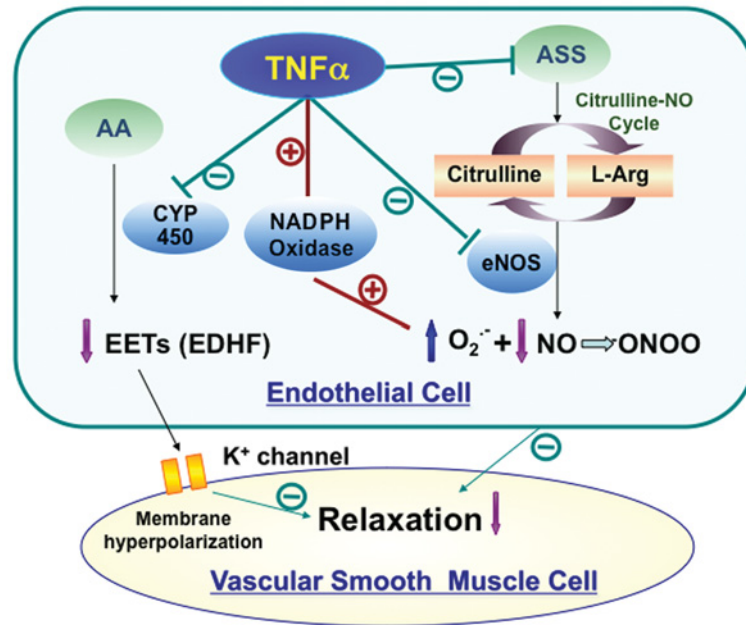 TNFα
ASS
Citrulline-NO
Cycle
AA
Citrulline
L-Arg
CYP
450
NADPH
Oxidase
eNOS
EETs (EDHF)
O₂·- + NO ⇒ ·ONOO
Endothelial Cell
K⁺ channel
Membrane
hyperpolarization
Relaxation
Vascular Smooth Muscle Cell